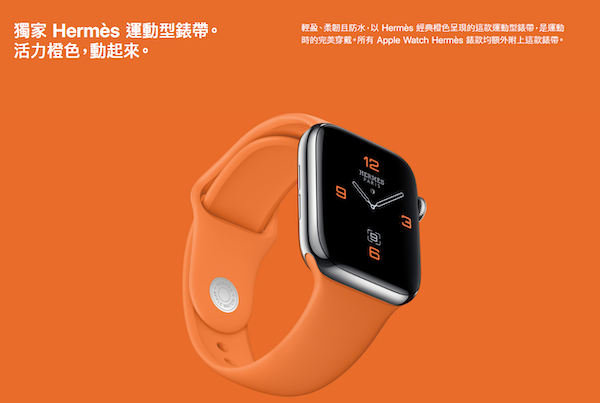 獨家 Hermès 運動型錶帶。
活力橙色，動起來。
輕盈、柔韌且防水，以 Hermès 經典橙色呈現的這款運動型錶帶，是運動
時的完美穿戴。所有 Apple Watch Hermès 錶款均額外附上這款錶帶。
12
HERMÈS
PARIS
9
3
6